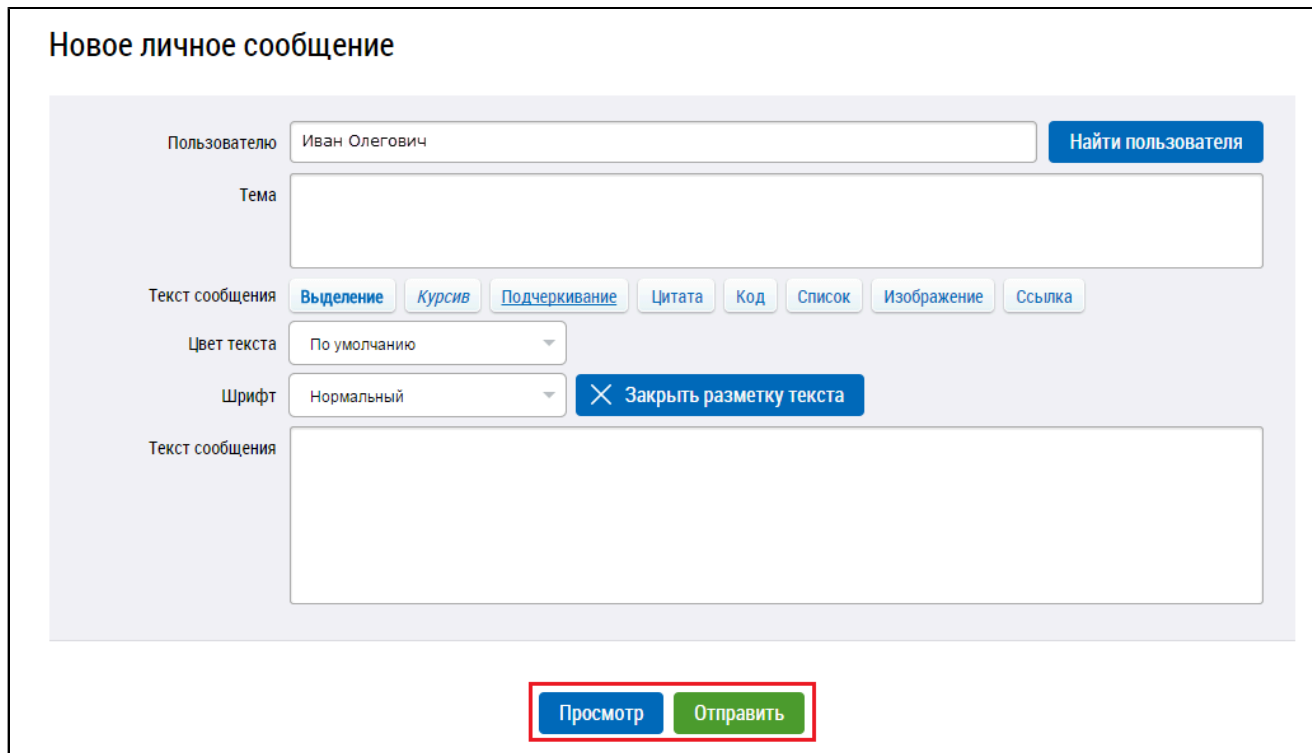 Новое личное сообщение
Пользователю Иван Олегович Найти пользователя
Тема
Текст сообщения Выделение Курсив Подчеркивание Цитата Код Список Изображение Ссылка
Цвет текста По умолчанию
Шрифт Нормальный Закрыть разметку текста
Текст сообщения
Просмотр Отправить